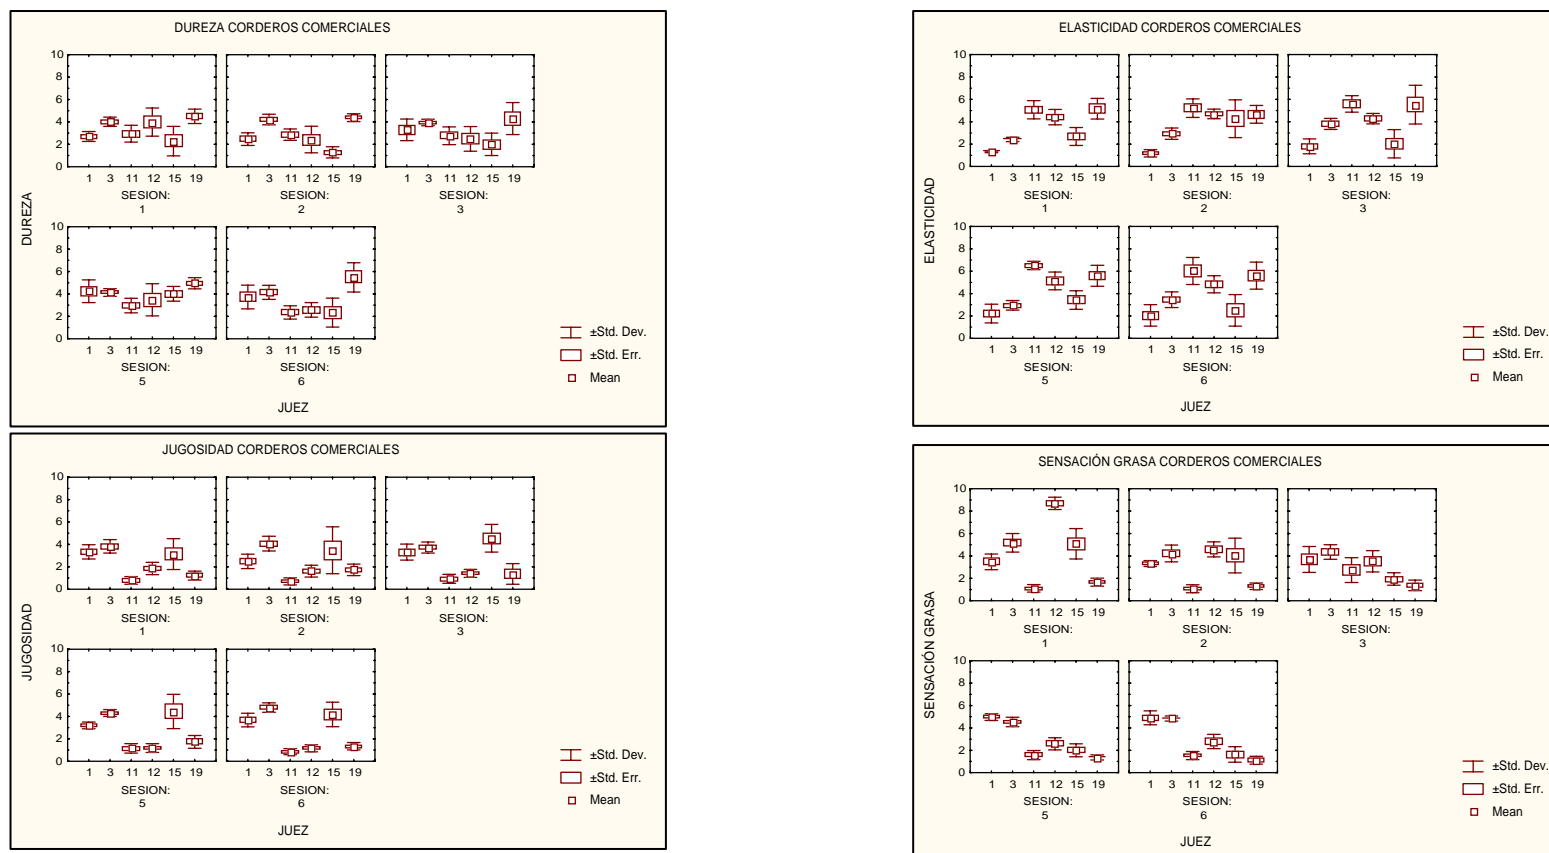 DUREZA CORDEROS COMERCIALES
DUREZA
10
8
6
4
2
0
1 3 11 12 15 19
SESION:
1
1 3 11 12 15 19
SESION:
2
1 3 11 12 15 19
SESION:
3
10
8
6
4
2
0
1 3 11 12 15 19
SESION:
5
1 3 11 12 15 19
SESION:
6
±Std. Dev.
±Std. Err.
Mean
JUEZ
ELASTICIDAD CORDEROS COMERCIALES
ELASTICIDAD
10
8
6
4
2
0
1 3 11 12 15 19
SESION:
1
1 3 11 12 15 19
SESION:
2
1 3 11 12 15 19
SESION:
3
10
8
6
4
2
0
1 3 11 12 15 19
SESION:
5
1 3 11 12 15 19
SESION:
6
±Std. Dev.
±Std. Err.
Mean
JUEZ
JUGOSIDAD CORDEROS COMERCIALES
JUGOSIDAD
10
8
6
4
2
0
1 3 11 12 15 19
SESION:
1
1 3 11 12 15 19
SESION:
2
1 3 11 12 15 19
SESION:
3
10
8
6
4
2
0
1 3 11 12 15 19
SESION:
5
1 3 11 12 15 19
SESION:
6
±Std. Dev.
±Std. Err.
Mean
JUEZ
SENSACIÓN GRASA CORDEROS COMERCIALES
SENSACIÓN GRASA
10
8
6
4
2
0
1 3 11 12 15 19
SESION:
1
1 3 11 12 15 19
SESION:
2
1 3 11 12 15 19
SESION:
3
10
8
6
4
2
0
1 3 11 12 15 19
SESION:
5
1 3 11 12 15 19
SESION:
6
±Std. Dev.
±Std. Err.
Mean
JUEZ